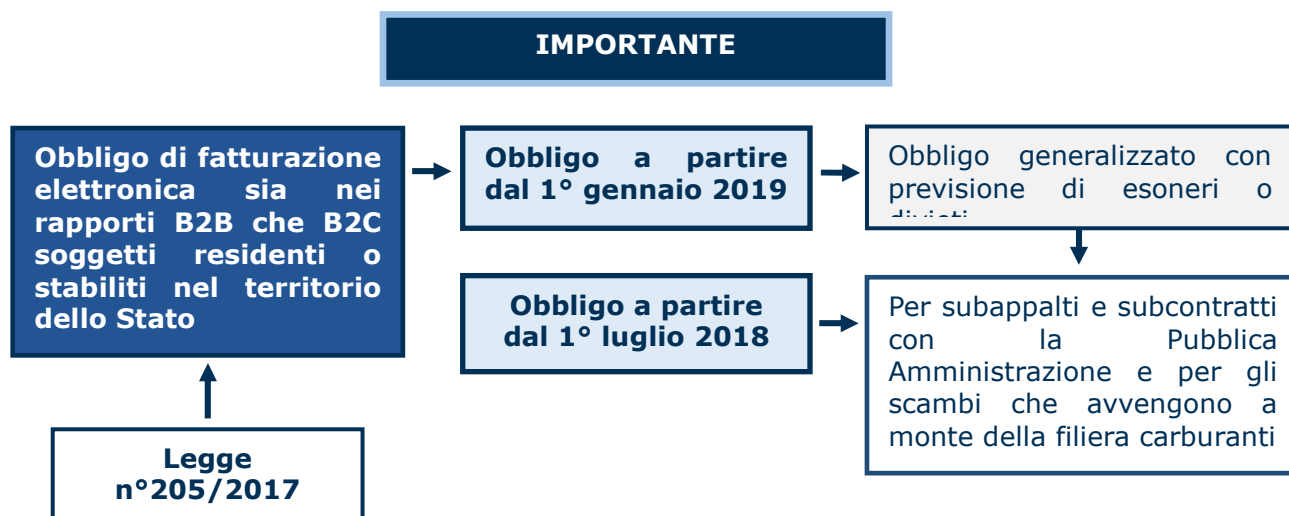 IMPORTANTE
Obbligo di fatturazione
elettronica sia nei
rapporti B2B che B2C
soggetti residenti o
stabiliti nel territorio
dello Stato
Obbligo a partire
dal 1° gennaio 2019
Obbligo generalizzato con
previsione di esoneri o
Obbligo a partire
dal 1° luglio 2018
Per subappalti e subcontratti
con la Pubblica
Amministrazione e per gli
scambi che avvengono a
monte della filiera carburanti
Legge
n°205/2017